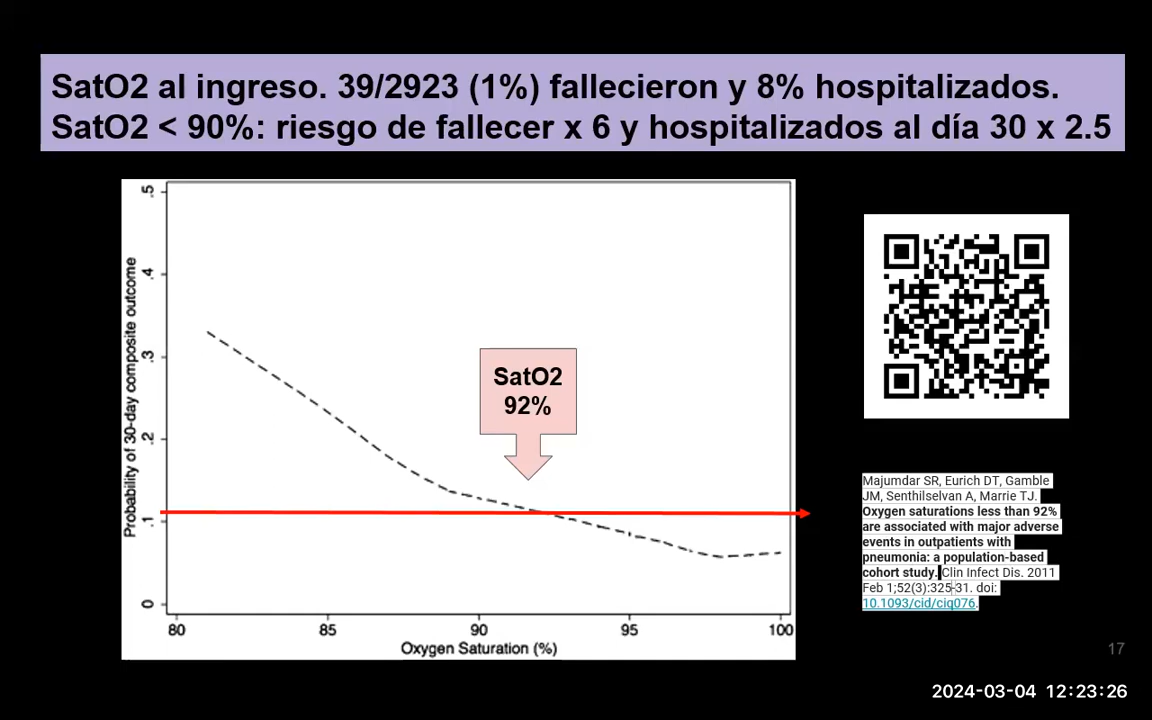 SatO2 al ingreso. 39/2923 (1%) fallecieron y 8% hospitalizados.
SatO2 < 90%: riesgo de fallecer x 6 y hospitalizados al día 30 x 2.5
Probability of 30-day composite outcome
.5
.4
.3
.2
.1
0
SatO2
92%
80
85
90
95
100
Oxygen Saturation (%)
Majumdar SR, Eurich DT, Gamble
JM, Senthilselvan A, Marrie TJ.
Oxygen saturations less than 92%
are associated with major adverse
events in outpatients with
pneumonia: a population-based
cohort study. Clin Infect Dis. 2011
Feb 1;52(3):325-31. doi:
10.1093/cid/ciq076.
17
2024-03-04 12:23:26